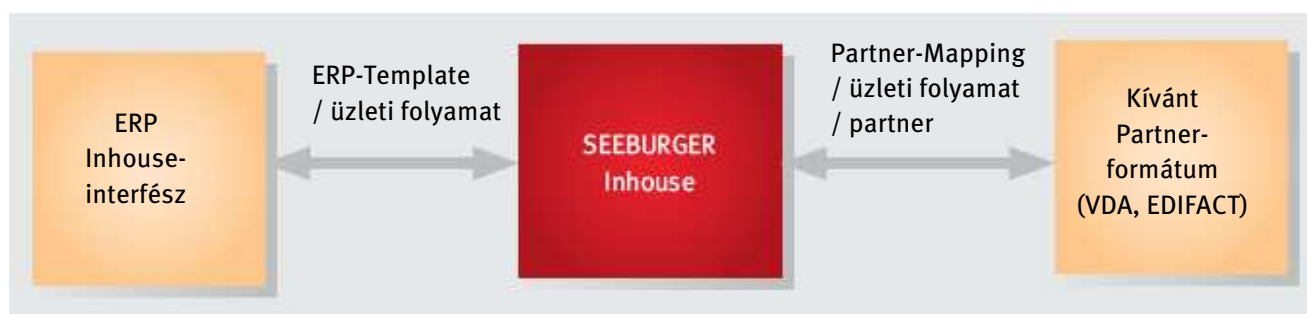 ERP
Inhouse-
interfész
ERP-Template
/ üzleti folyamat
SEEBURGER
Inhouse
Partner-Mapping
/ üzleti folyamat
/ partner
Kívánt
Partner-
formátum
(VDA, EDIFACT)